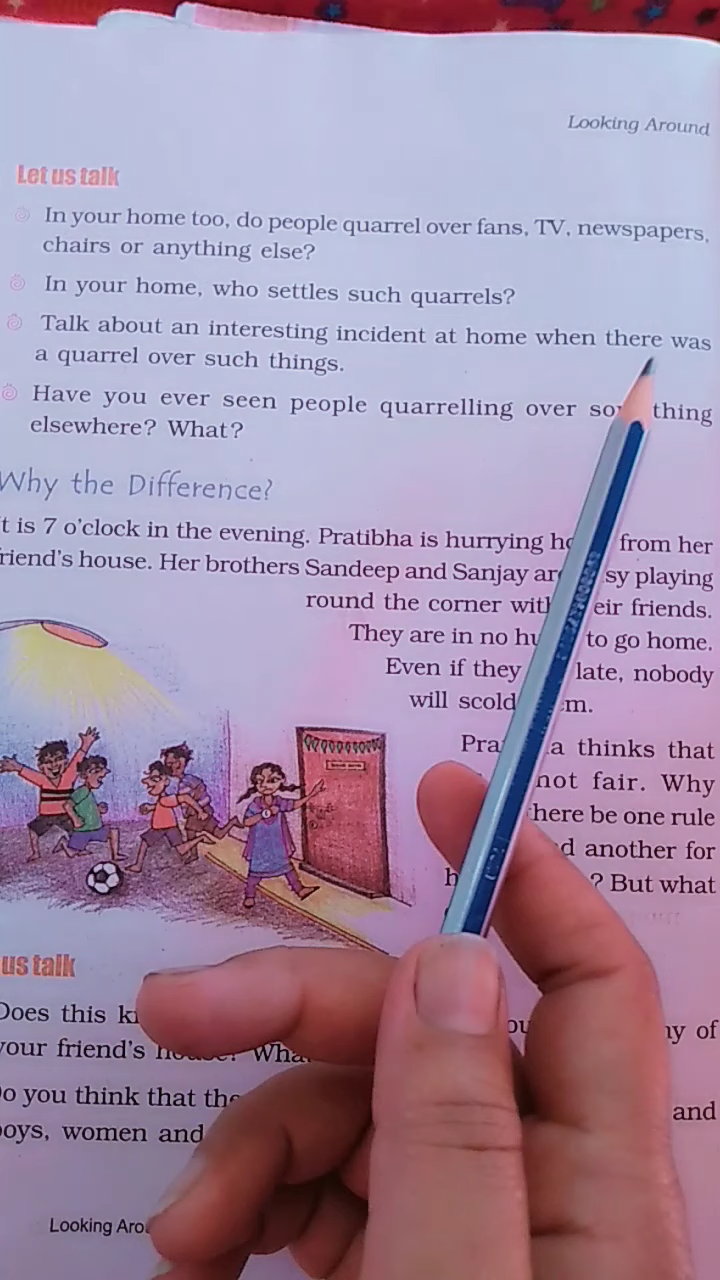 Looking Around
Let us talk
In your home too, do people quarrel over fans, TV, newspapers,
chairs or anything else?
In your home, who settles such quarrels?
Talk about an interesting incident at home when there was
a quarrel over such things.
Have you ever seen people quarrelling over so thing
elsewhere? What?
Why the Difference?
t is 7 o'clock in the evening. Pratibha is hurrying from her
riend's house. Her brothers Sandeep and Sanjay playing
round the corner with eir friends.
They are in no to go home.
Even if they late, nobody
will scold m.
thinks that
not fair. Why
here be one rule
another for
? But what
us talk
Does this
your friend's
o you think that the
and
oys, women and
Looking